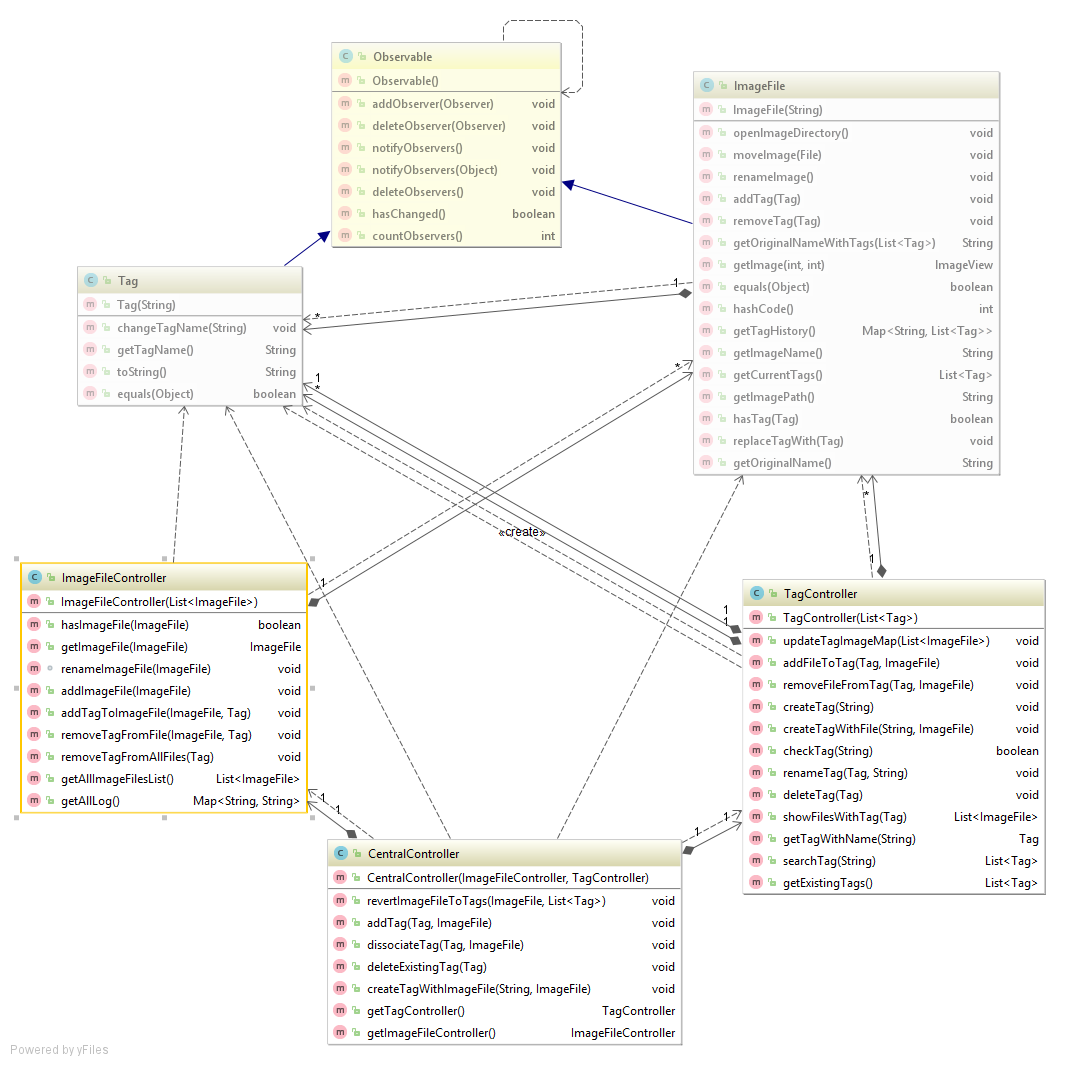 Observable
Observable()
addObserver(Observer) void
deleteObserver(Observer) void
notifyObservers() void
notifyObservers(Object) void
deleteObservers() void
hasChanged() boolean
countObservers() int
ImageFile
ImageFile(String)
openImageDirectory() void
moveImage(File) void
renameImage() void
addTag(Tag) void
removeTag(Tag) void
getOriginalNameWithTags(List<Tag>) String
getImage(int, int) ImageView
equals(Object) boolean
hashCode() int
getTagHistory() Map<String, List<Tag>>
getImageName() String
getCurrentTags() List<Tag>
getImagePath() String
hasTag(Tag) boolean
replaceTagWith(Tag) void
getOriginalName() String
Tag
Tag(String)
changeTagName(String) void
getTagName() String
toString() String
equals(Object) boolean
1
*
1
*
*
«create»
1
*
1
1
1
ImageFileController
ImageFileController(List<ImageFile>)
hasImageFile(ImageFile) boolean
getImageFile(ImageFile) ImageFile
renameImageFile(ImageFile) void
addImageFile(ImageFile) void
addTagToImageFile(ImageFile, Tag) void
removeTagFromFile(ImageFile, Tag) void
removeTagFromAllFiles(Tag) void
getAllImageFilesList() List<ImageFile>
getAllLog() Map<String, String>
TagController
TagController(List<Tag>)
updateTagImageMap(List<ImageFile>) void
addFileToTag(Tag, ImageFile) void
removeFileFromTag(Tag, ImageFile) void
createTag(String) void
createTagWithFile(String, ImageFile) void
checkTag(String) boolean
renameTag(Tag, String) void
deleteTag(Tag) void
showFilesWithTag(Tag) List<ImageFile>
getTagWithName(String) Tag
searchTag(String) List<Tag>
getExistingTags() List<Tag>
1
1
1
1
CentralController
CentralController(ImageFileController, TagController)
revertImageFileToTags(ImageFile, List<Tag>) void
addTag(Tag, ImageFile) void
dissociateTag(Tag, ImageFile) void
deleteExistingTag(Tag) void
createTagWithImageFile(String, ImageFile) void
getTagController() TagController
getImageFileController() ImageFileController
Powered by yFiles